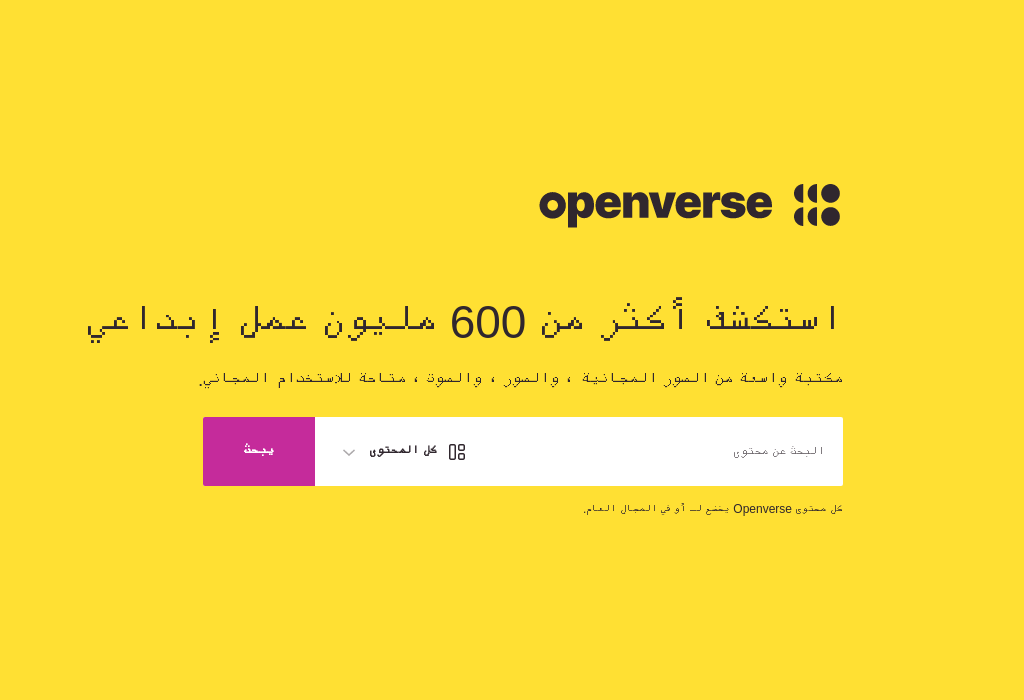 openverse
استكشف أكثر من 600 مليون عمل إبداعي
مكتبة واسعة من الصور المجانية ، والصور ، والصوت ، متاحة للاستخدام المجاني.
البحث عن محتوى
كل المحتوى
يبحث
كل محتوى Openverse يخضع لـ أو في المجال العام.